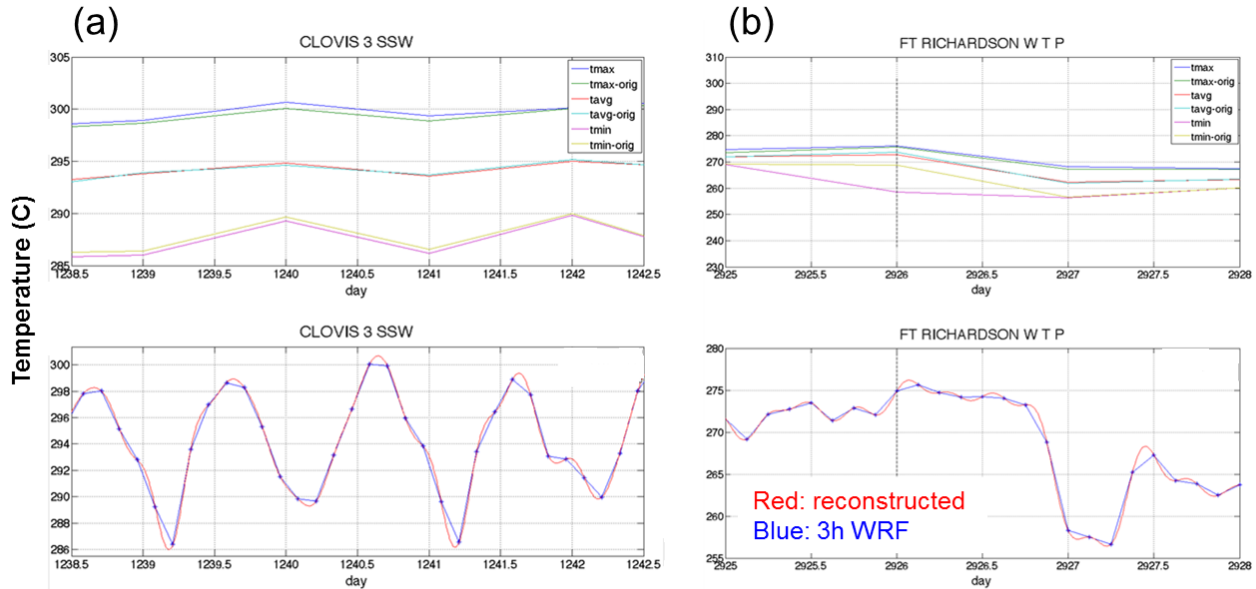 (a)
CLOVIS 3 SSW
305
300
295
290
285
tmax
tmax-orig
tavg
tavg-orig
tmin
tmin-orig
1238.5 1239 1239.5 1240 1240.5 1241 1241.5 1242 1242.5
day
(b)
FT RICHARDSON W T P
310
300
290
280
270
260
250
240
230
tmax
tmax-orig
tavg
tavg-orig
tmin
tmin-orig
2925 2925.5 2926 2926.5 2927 2927.5 2928
day
Temperature (C)
CLOVIS 3 SSW
300
298
296
294
292
290
288
286
1238.5 1239 1239.5 1240 1240.5 1241 1241.5 1242 1242.5
day
FT RICHARDSON W T P
280
275
270
265
260
255
Red: reconstructed
Blue: 3h WRF
2925 2925.5 2926 2926.5 2927 2927.5 2928
day